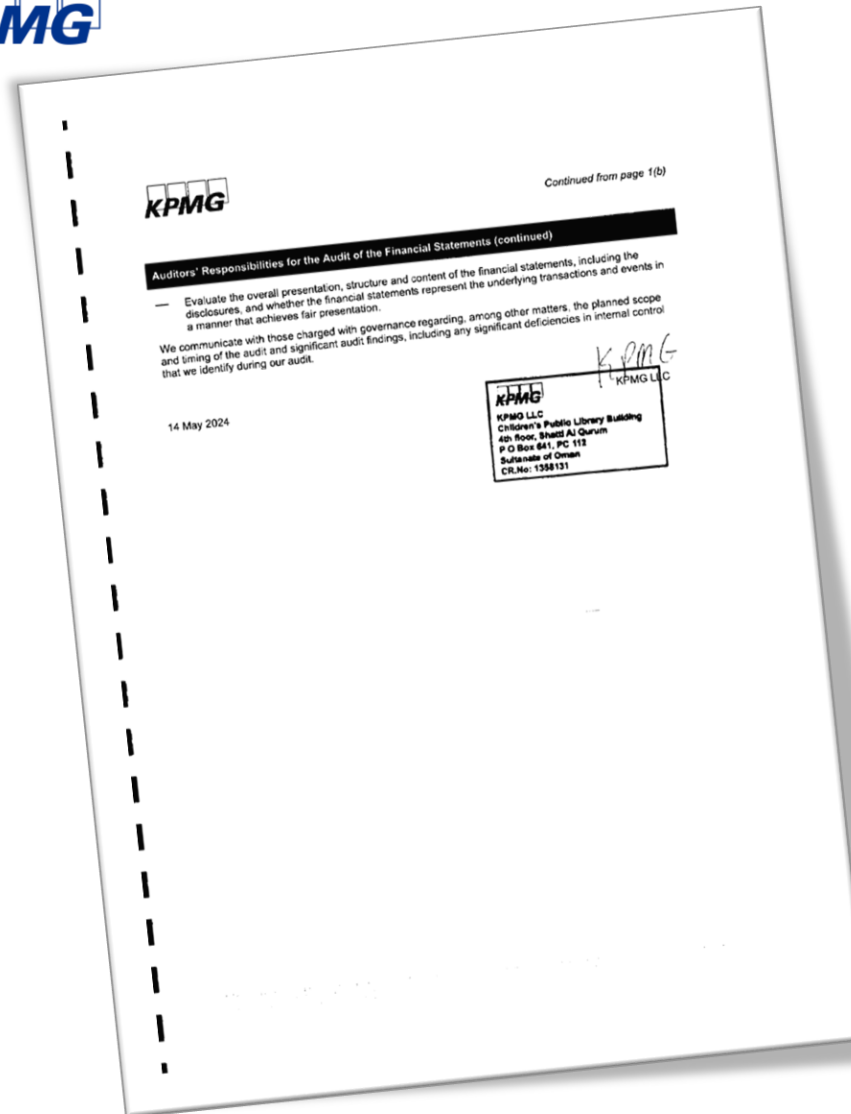 MG
KPMG
Continued from page 1(b)
Auditors' Responsibilities for the Audit of the Financial Statements (continued)
— Evaluate the overall presentation, structure and content of the financial statements, including the
disclosures, and whether the financial statements represent the underlying transactions and events in
a manner that achieves fair presentation.
We communicate with those charged with governance regarding, among other matters, the planned scope
and timing of the audit and significant audit findings, including any significant deficiencies in internal control
that we identify during our audit.
KPMG
KPMG LLC
14 May 2024
KPMG
KPMG LLC
Children's Public Library Building
4th floor, Shatti Al Qurum
P O Box 641, PC 112
Sultanate of Oman
CR.No: 1358131